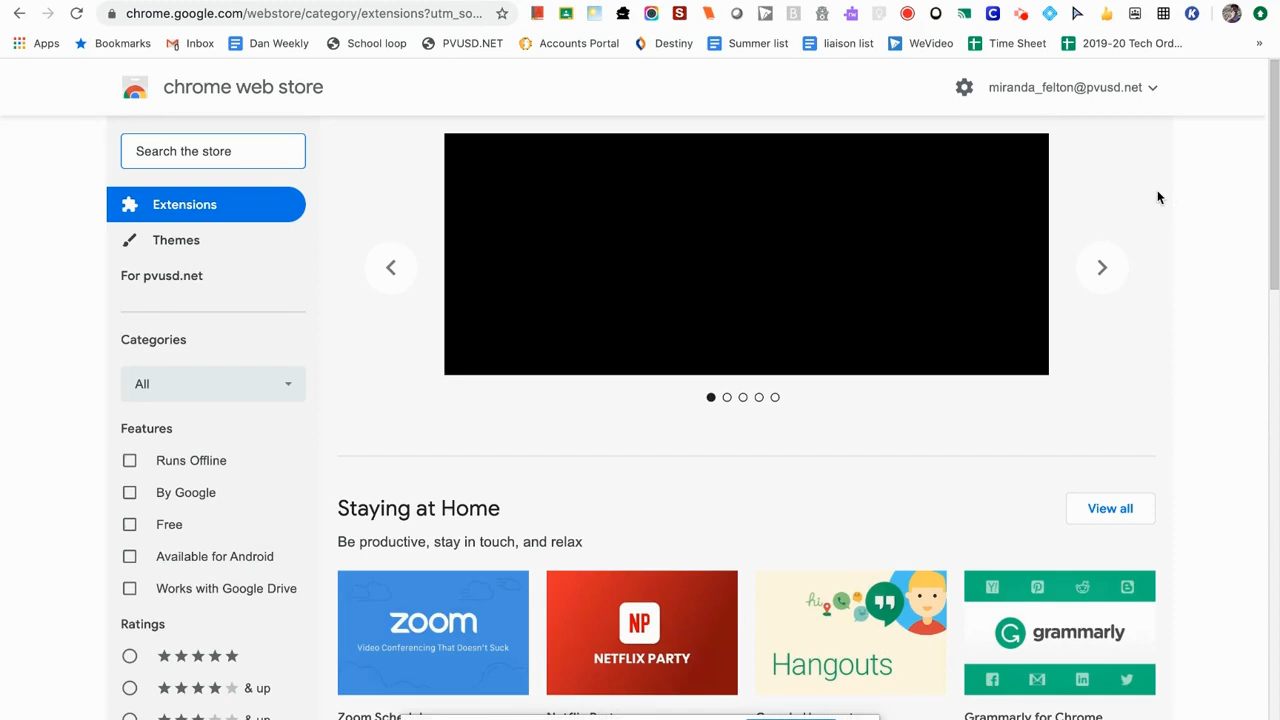 chrome.google.com/webstore/category/extensions?utm_so...
Apps
Bookmarks
Inbox
Dan Weekly
School loop
PVUSD.NET
Accounts Portal
Destiny
Summer list
liaison list
WeVideo
Time Sheet
2019-20 Tech Ord...
»
chrome web store
miranda_felton@pvusd.net
Search the store
Extensions
Themes
For pvusd.net
Categories
All
Features
Runs Offline
By Google
Free
Available for Android
Works with Google Drive
Ratings
& up
Staying at Home
View all
Be productive, stay in touch, and relax
zoom
Video Conferencing That Doesn't Suck
NP
NETFLIX PARTY
hi
Hangouts
G grammarly
Grammarly for Chrome